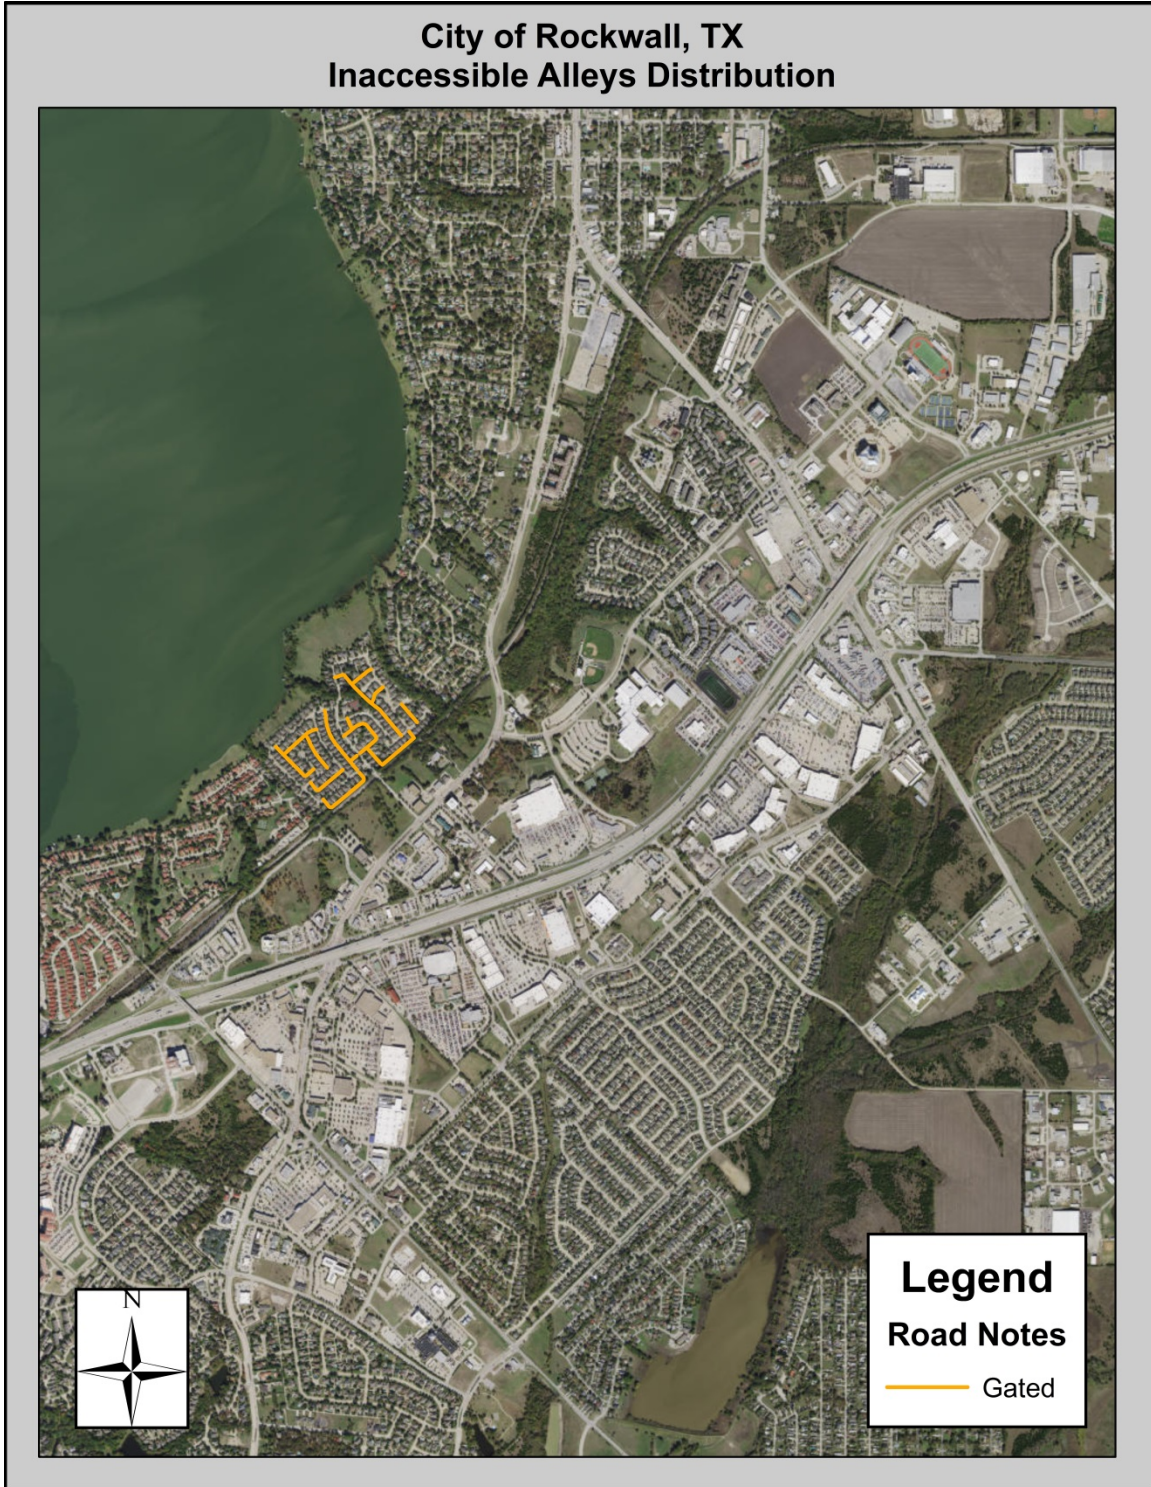 City of Rockwall, TX
Inaccessible Alleys Distribution
N
Legend
Road Notes
Gated